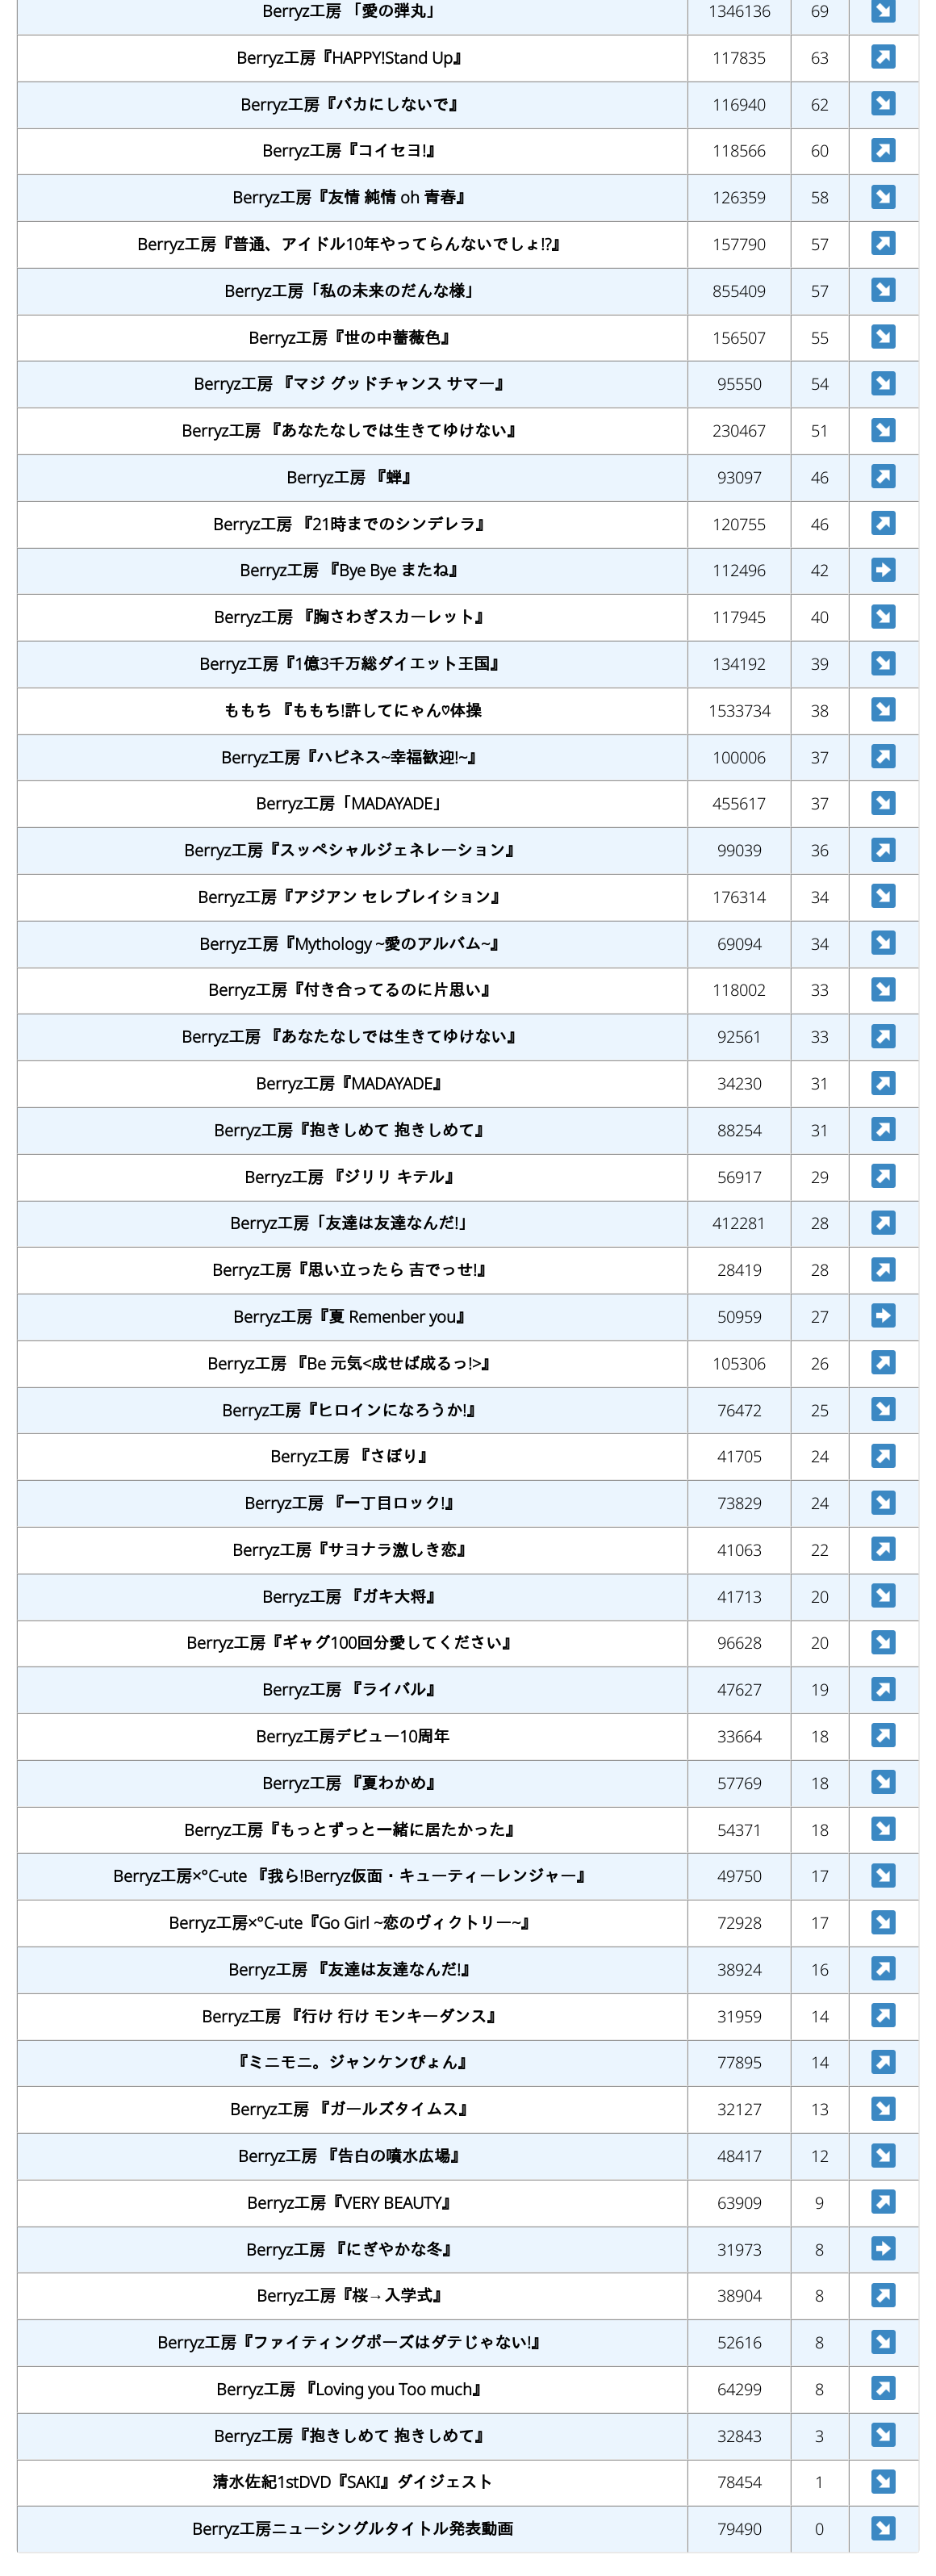 Berryz工房 「愛の弾丸」 1346136 69 ↘
Berryz工房『HAPPY!Stand Up』 117835 63 ↗
Berryz工房『バカにしないで』 116940 62 ↘
Berryz工房『コイセヨ!』 118566 60 ↗
Berryz工房『友情 純情 oh 青春』 126359 58 ↘
Berryz工房『普通、アイドル10年やってらんないでしょ!?』 157790 57 ↗
Berryz工房「私の未来のだんな様」 855409 57 ↘
Berryz工房『世の中薔薇色』 156507 55 ↘
Berryz工房 『マジ グッドチャンス サマー』 95550 54 ↘
Berryz工房 『あなたなしでは生きてゆけない』 230467 51 ↘
Berryz工房 『蝉』 93097 46 ↗
Berryz工房 『21時までのシンデレラ』 120755 46 ↗
Berryz工房 『Bye Bye またね』 112496 42 ➡
Berryz工房 『胸さわぎスカーレット』 117945 40 ↘
Berryz工房『1億3千万総ダイエット王国』 134192 39 ↘
ももち 『ももち!許してにゃん♡体操 1533734 38 ↘
Berryz工房『ハピネス~幸福歓迎!~』 100006 37 ↗
Berryz工房「MADAYADE」 455617 37 ↘
Berryz工房『スッペシャルジェネレーション』 99039 36 ↗
Berryz工房『アジアン セレブレイション』 176314 34 ↘
Berryz工房『Mythology ~愛のアルバム~』 69094 34 ↘
Berryz工房『付き合ってるのに片思い』 118002 33 ↘
Berryz工房 『あなたなしでは生きてゆけない』 92561 33 ↗
Berryz工房『MADAYADE』 34230 31 ↗
Berryz工房『抱きしめて 抱きしめて』 88254 31 ↗
Berryz工房 『ジリリ キテル』 56917 29 ↗
Berryz工房「友達は友達なんだ!」 412281 28 ↗
Berryz工房『思い立ったら 吉でっせ!』 28419 28 ↗
Berryz工房『夏 Remenber you』 50959 27 ➡
Berryz工房 『Be 元気<成せば成るっ!>』 105306 26 ↗
Berryz工房『ヒロインになろうか!』 76472 25 ↘
Berryz工房 『さぼり』 41705 24 ↗
Berryz工房 『一丁目ロック!』 73829 24 ↘
Berryz工房『サヨナラ激しき恋』 41063 22 ↗
Berryz工房 『ガキ大将』 41713 20 ↘
Berryz工房『ギャグ100回分愛してください』 96628 20 ↘
Berryz工房 『ライバル』 47627 19 ↗
Berryz工房デビュー10周年 33664 18 ↗
Berryz工房 『夏わかめ』 57769 18 ↘
Berryz工房『もっとずっと一緒に居たかった』 54371 18 ↘
Berryz工房×°C-ute 『我ら!Berryz仮面・キューティーレンジャー』 49750 17 ↘
Berryz工房×°C-ute『Go Girl ~恋のヴィクトリー~』 72928 17 ↘
Berryz工房 『友達は友達なんだ!』 38924 16 ↗
Berryz工房 『行け 行け モンキーダンス』 31959 14 ↗
『ミニモニ。ジャンケンぴょん』 77895 14 ↗
Berryz工房 『ガールズタイムス』 32127 13 ↘
Berryz工房 『告白の噴水広場』 48417 12 ↘
Berryz工房『VERY BEAUTY』 63909 9 ↗
Berryz工房 『にぎやかな冬』 31973 8 ➡
Berryz工房『桜→入学式』 38904 8 ↗
Berryz工房『ファイティングポーズはダテじゃない!』 52616 8 ↘
Berryz工房 『Loving you Too much』 64299 8 ↗
Berryz工房『抱きしめて 抱きしめて』 32843 3 ↘
清水佐紀1stDVD『SAKI』ダイジェスト 78454 1 ↘
Berryz工房ニューシングルタイトル発表動画 79490 0 ↘